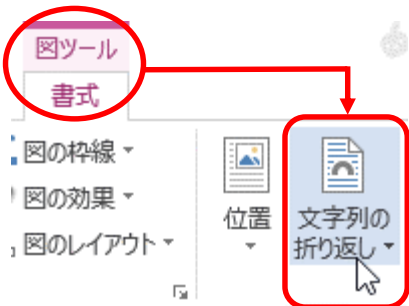 図ツール
書式
図の枠線
図の効果
図のレイアウト
位置
文字列の
折り返し